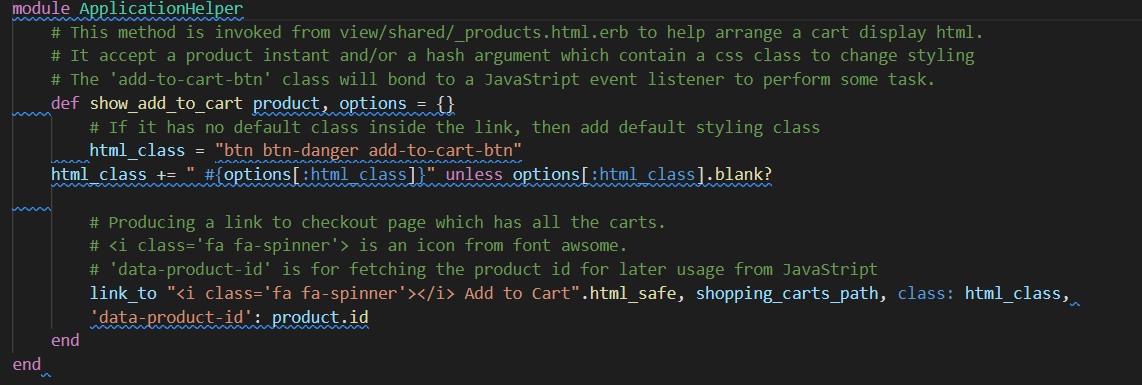 module ApplicationHelper
# This method is invoked from view/shared/_products.html.erb to help arrange a cart display html.
# It accept a product instant and/or a hash argument which contain a css class to change styling
# The 'add-to-cart-btn' class will bond to a JavaScript event listener to perform some task.
def show_add_to_cart product, options = {}
# If it has no default class inside the link, then add default styling class
html_class = "btn btn-danger add-to-cart-btn"
html_class += " #{options[:html_class]}" unless options[:html_class].blank?
# Producing a link to checkout page which has all the carts.
# <i class='fa fa-spinner'> is an icon from font awsome.
# 'data-product-id' is for fetching the product id for later usage from JavaStript
link_to "<i class='fa fa-spinner'></i> Add to Cart".html_safe, shopping_carts_path, class: html_class,
'data-product-id': product.id
end
end